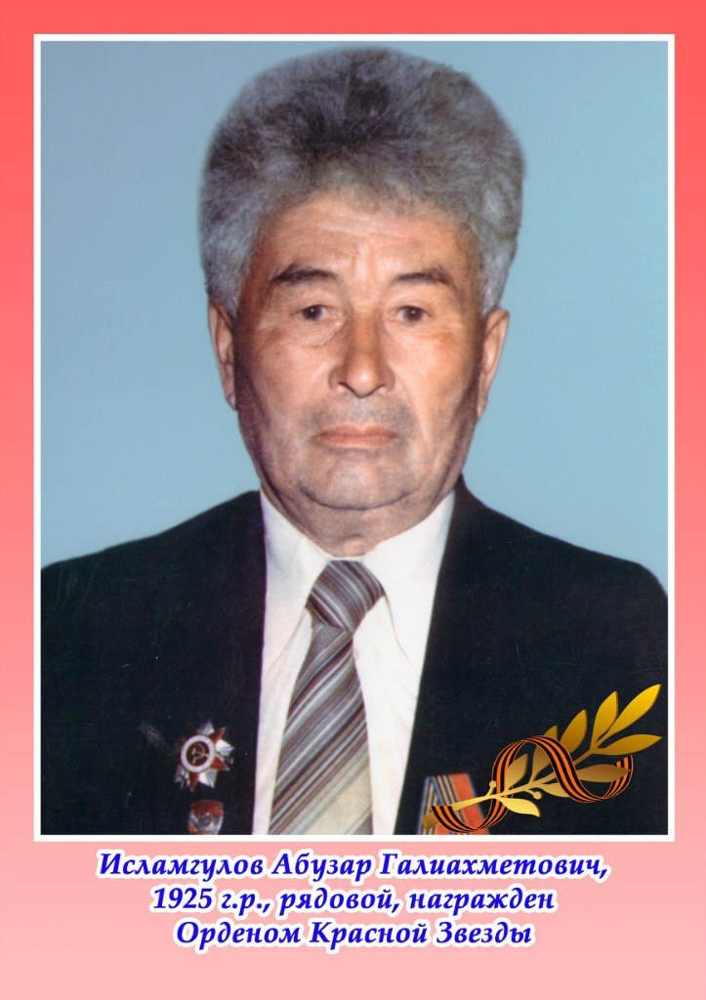 Исламгулов Абузар Галиахметович,
1925 г.р., рядовой, награжден
Орденом Красной Звезды